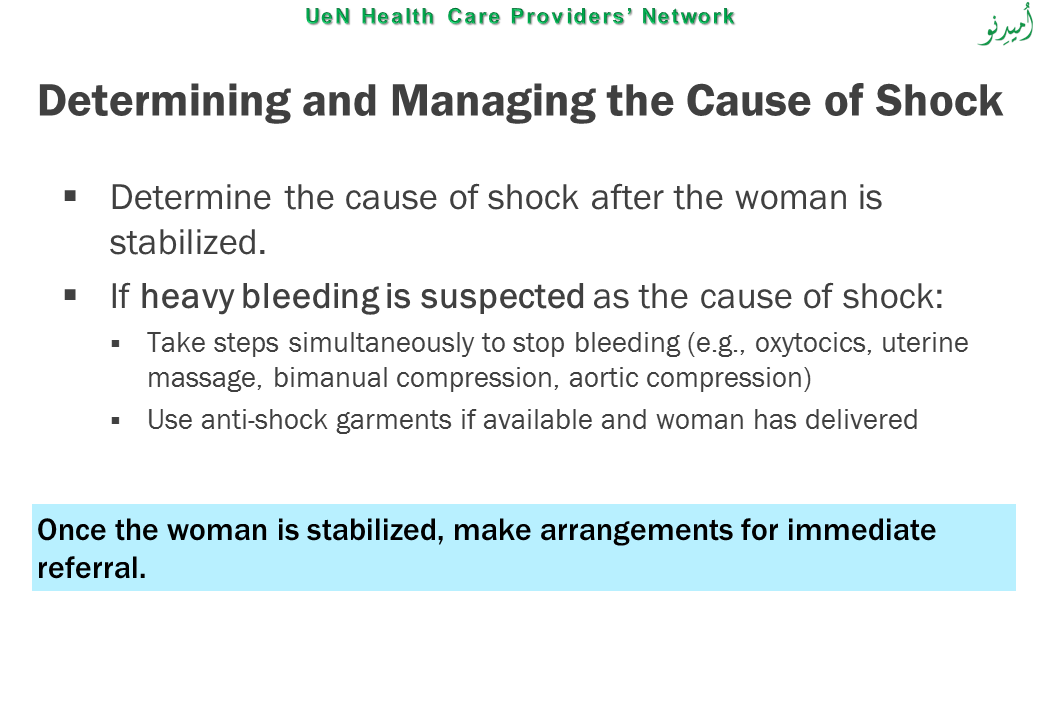 UeN Health Care Providers' Network
أُميدِنو
Determining and Managing the Cause of Shock
▪ Determine the cause of shock after the woman is
stabilized.
▪ If heavy bleeding is suspected as the cause of shock:
▪ Take steps simultaneously to stop bleeding (e.g., oxytocics, uterine
massage, bimanual compression, aortic compression)
▪ Use anti-shock garments if available and woman has delivered
Once the woman is stabilized, make arrangements for immediate
referral.